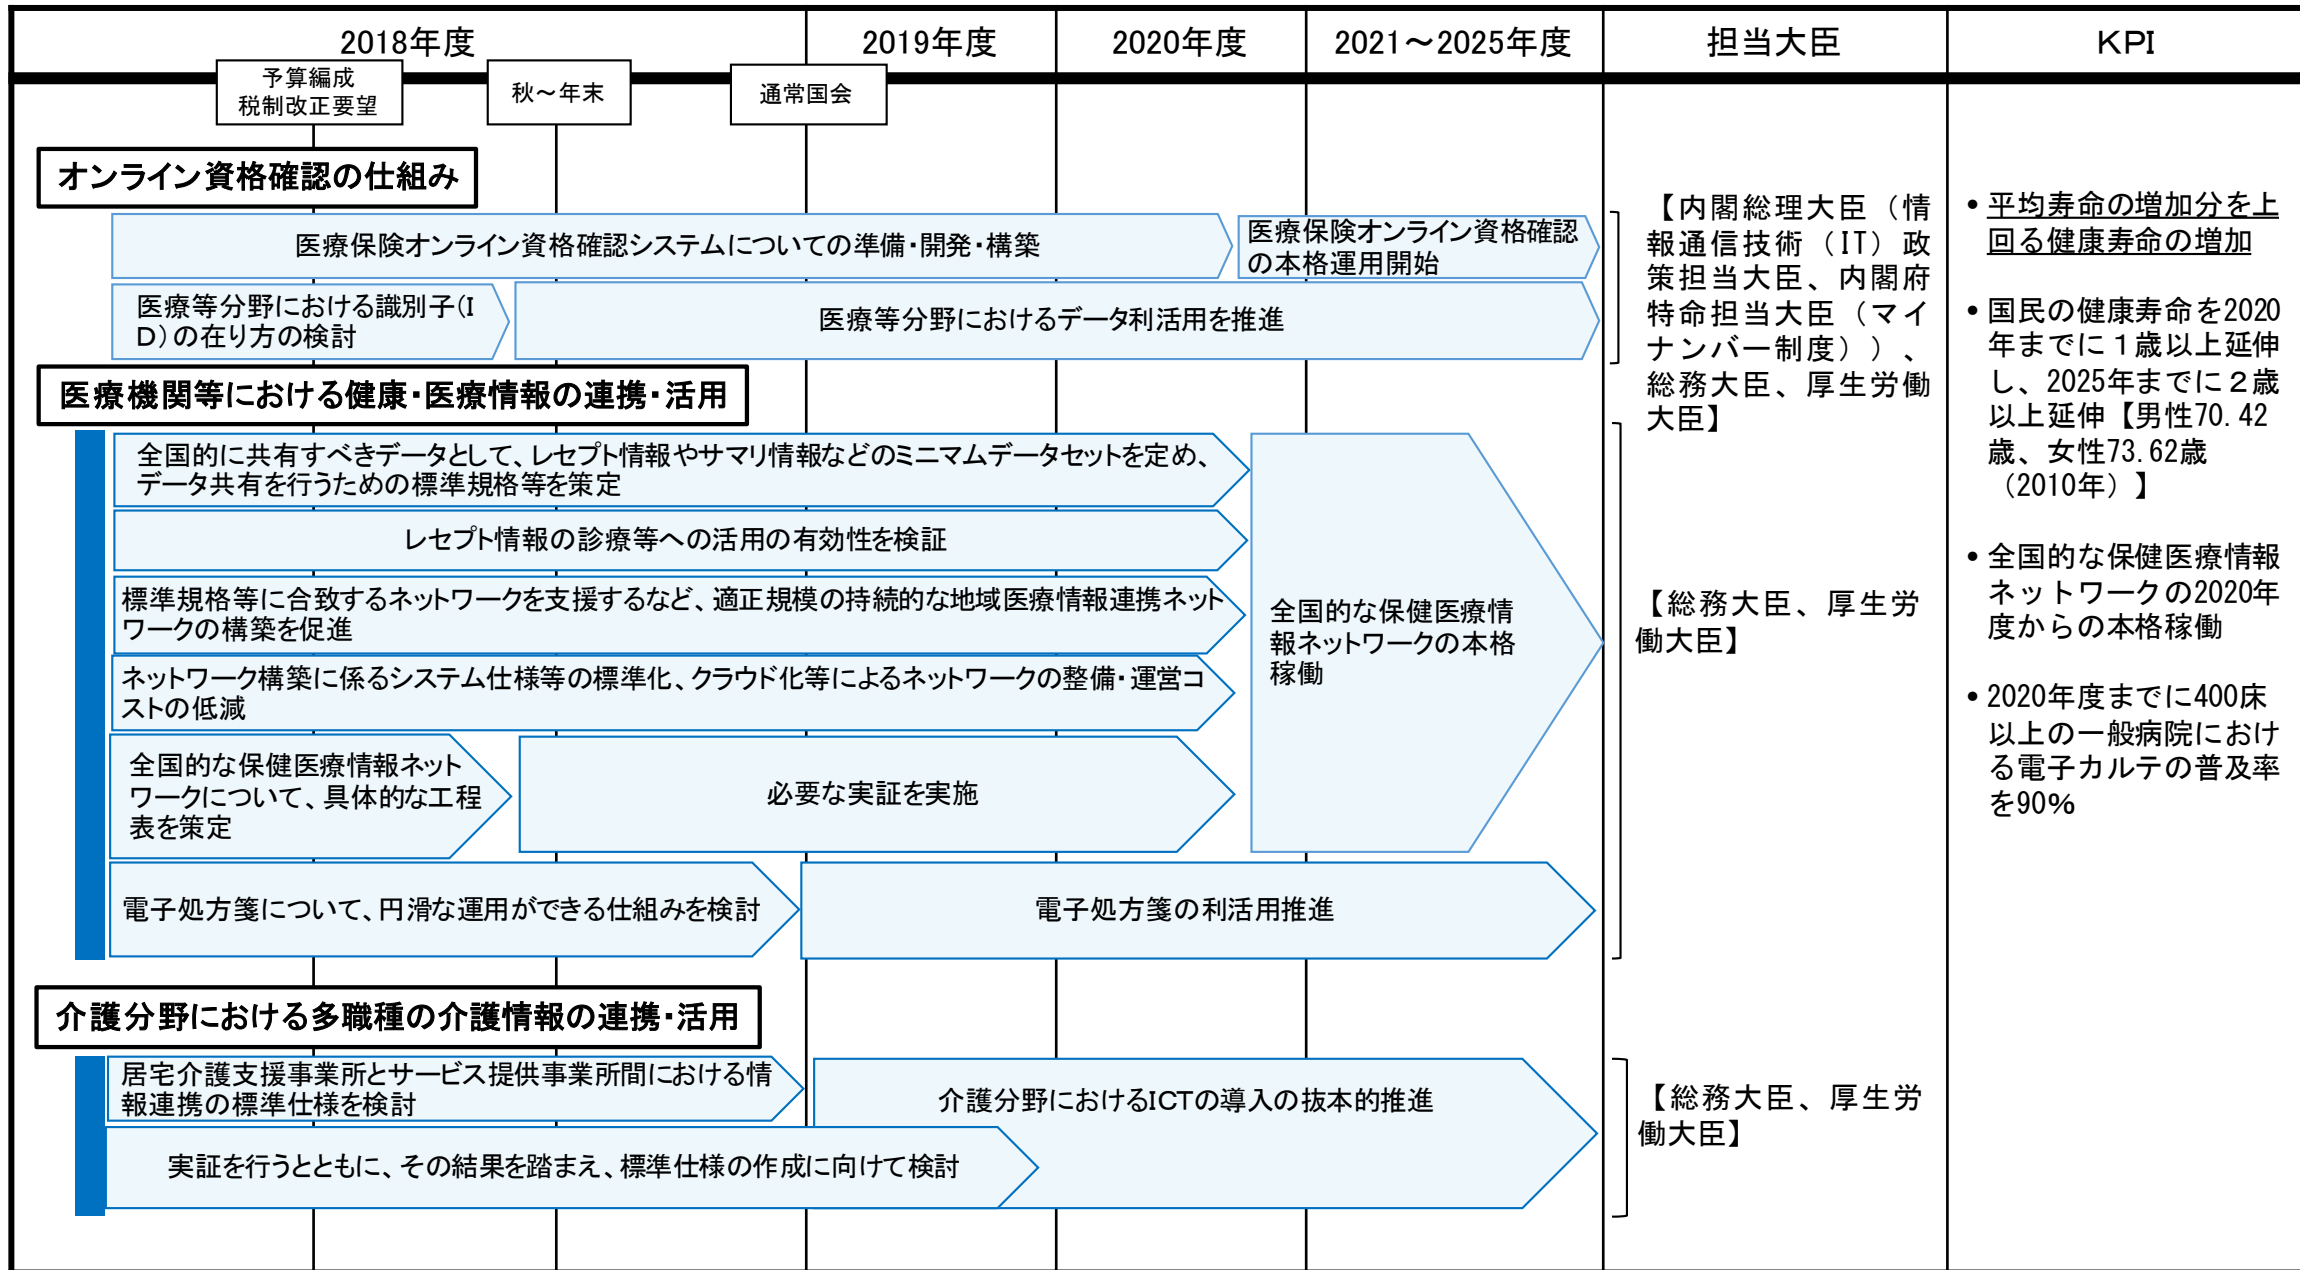 2018年度
2019年度
2020年度
2021～2025年度
担当大臣
KPI
予算編成
税制改正要望
秋～年末
通常国会
オンライン資格確認の仕組み
医療保険オンライン資格確認システムについての準備・開発・構築
医療保険オンライン資格確認
の本格運用開始
医療等分野における識別子(I
D)の在り方の検討
医療等分野におけるデータ利活用を推進
医療機関等における健康・医療情報の連携・活用
全国的に共有すべきデータとして、レセプト情報やサマリ情報などのミニマムデータセットを定め、
データ共有を行うための標準規格等を策定
レセプト情報の診療等への活用の有効性を検証
標準規格等に合致するネットワークを支援するなど、適正規模の持続的な地域医療情報連携ネット
ワークの構築を促進
ネットワーク構築に係るシステム仕様等の標準化、クラウド化等によるネットワークの整備・運営コ
ストの低減
全国的な保健医療情報ネット
ワークについて、具体的な工程
表を策定
必要な実証を実施
全国的な保健医療情
報ネットワークの本格
稼働
電子処方箋について、円滑な運用ができる仕組みを検討
電子処方箋の利活用推進
介護分野における多職種の介護情報の連携・活用
居宅介護支援事業所とサービス提供事業所間における情
報連携の標準仕様を検討
介護分野におけるICTの導入の抜本的推進
実証を行うとともに、その結果を踏まえ、標準仕様の作成に向けて検討
【内閣総理大臣（情
報通信技術（IT）政
策担当大臣、内閣府
特命担当大臣（マイ
ナンバー制度））、
総務大臣、厚生労働
大臣】
【総務大臣、厚生労
働大臣】
【総務大臣、厚生労
働大臣】
• 平均寿命の増加分を上
回る健康寿命の増加
• 国民の健康寿命を2020
年までに１歳以上延伸
し、2025年までに２歳
以上延伸【男性70.42
歳、女性73.62歳
（2010年）】
• 全国的な保健医療情報
ネットワークの2020年
度からの本格稼働
• 2020年度までに400床
以上の一般病院におけ
る電子カルテの普及率
を90%